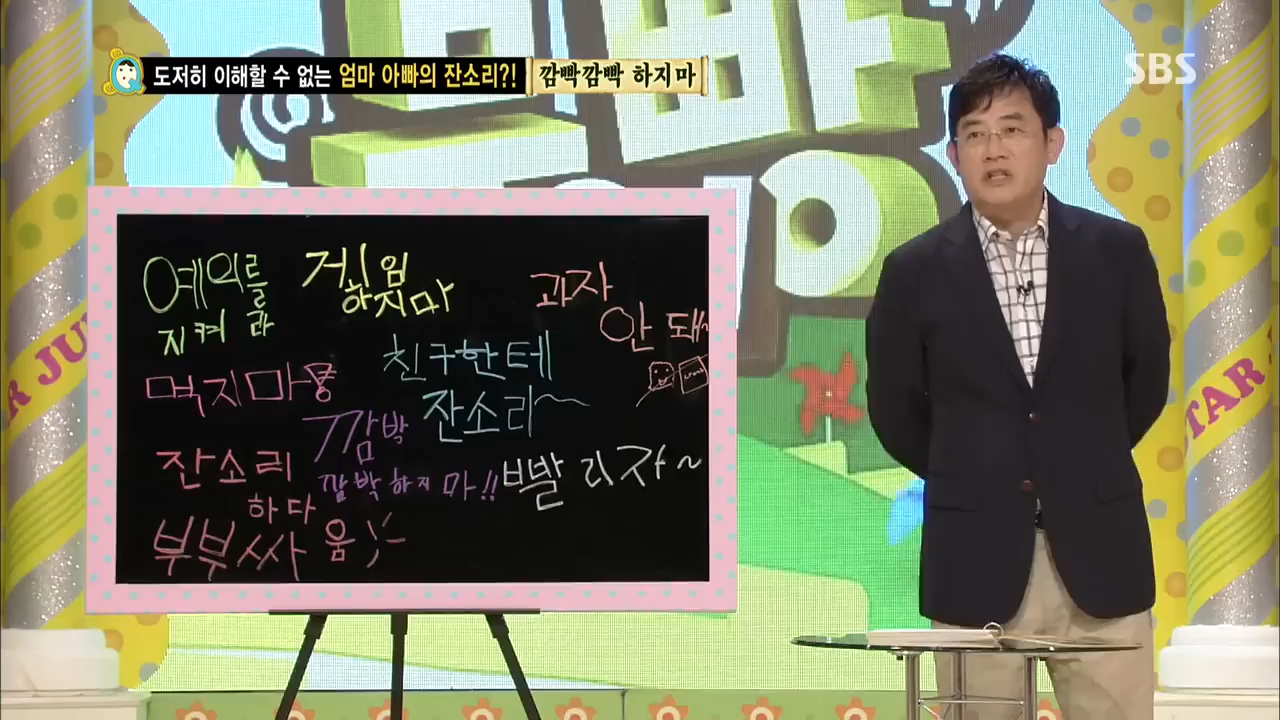 도저히 이해할 수 없는 엄마 아빠의 잔소리?! 깜빡깜빡 하지마
SBS
예의를
지켜라
게임
하지마
과자
안 돼~
먹지마
친구한테
잔소리~
깜박
깜박하지마!!
잔소리
하다
빨리자~
부부싸움
STAR